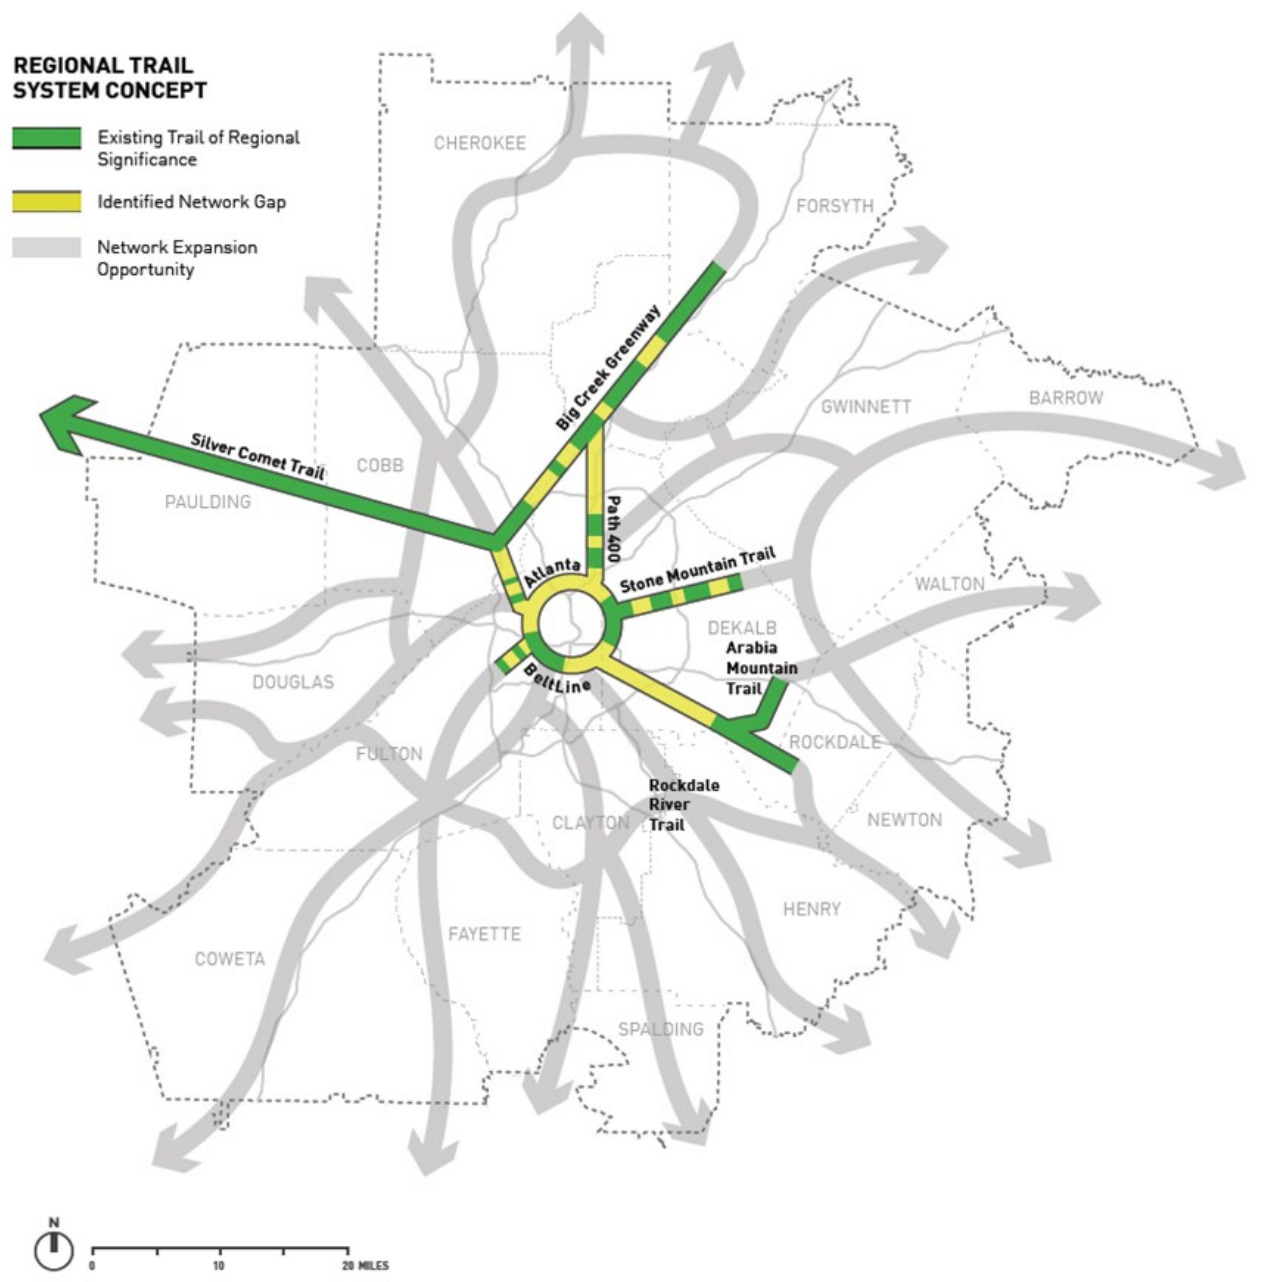 REGIONAL TRAIL
SYSTEM CONCEPT
Existing Trail of Regional
Significance
Identified Network Gap
Network Expansion
Opportunity
CHEROKEE
FORSYTH
Big Creek Greenway
BARROW
GWINNETT
Silver Comet Trail
COBB
PAULDING
Path 400
Atlanta
Stone Mountain Trail
WALTON
DEKALB
Arabia
Mountain
Trail
BeltLine
DOUGLAS
FULTON
ROCKDALE
Rockdale
River
Trail
CLAYTON
NEWTON
HENRY
FAYETTE
COWETA
SPALDING
N
0 10 20 MILES